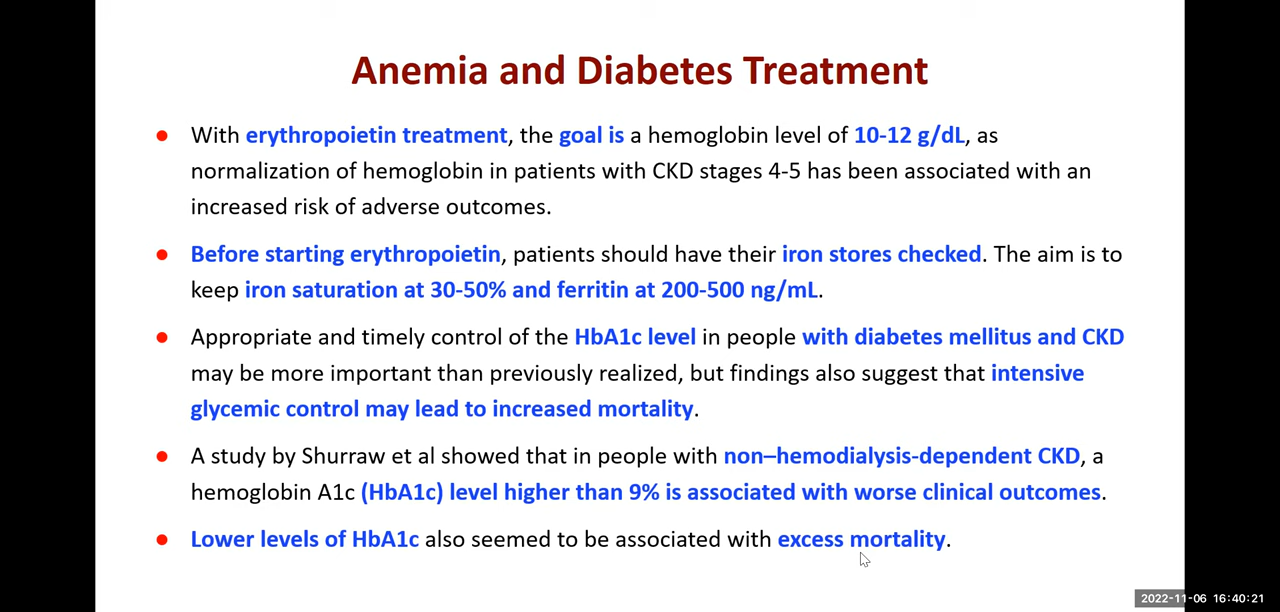 Anemia and Diabetes Treatment
● With erythropoietin treatment, the goal is a hemoglobin level of 10-12 g/dL, as
normalization of hemoglobin in patients with CKD stages 4-5 has been associated with an
increased risk of adverse outcomes.
● Before starting erythropoietin, patients should have their iron stores checked. The aim is to
keep iron saturation at 30-50% and ferritin at 200-500 ng/mL.
● Appropriate and timely control of the HbA1c level in people with diabetes mellitus and CKD
may be more important than previously realized, but findings also suggest that intensive
glycemic control may lead to increased mortality.
● A study by Shurraw et al showed that in people with non–hemodialysis-dependent CKD, a
hemoglobin A1c (HbA1c) level higher than 9% is associated with worse clinical outcomes.
● Lower levels of HbA1c also seemed to be associated with excess mortality.
2022-11-06 16:40:21